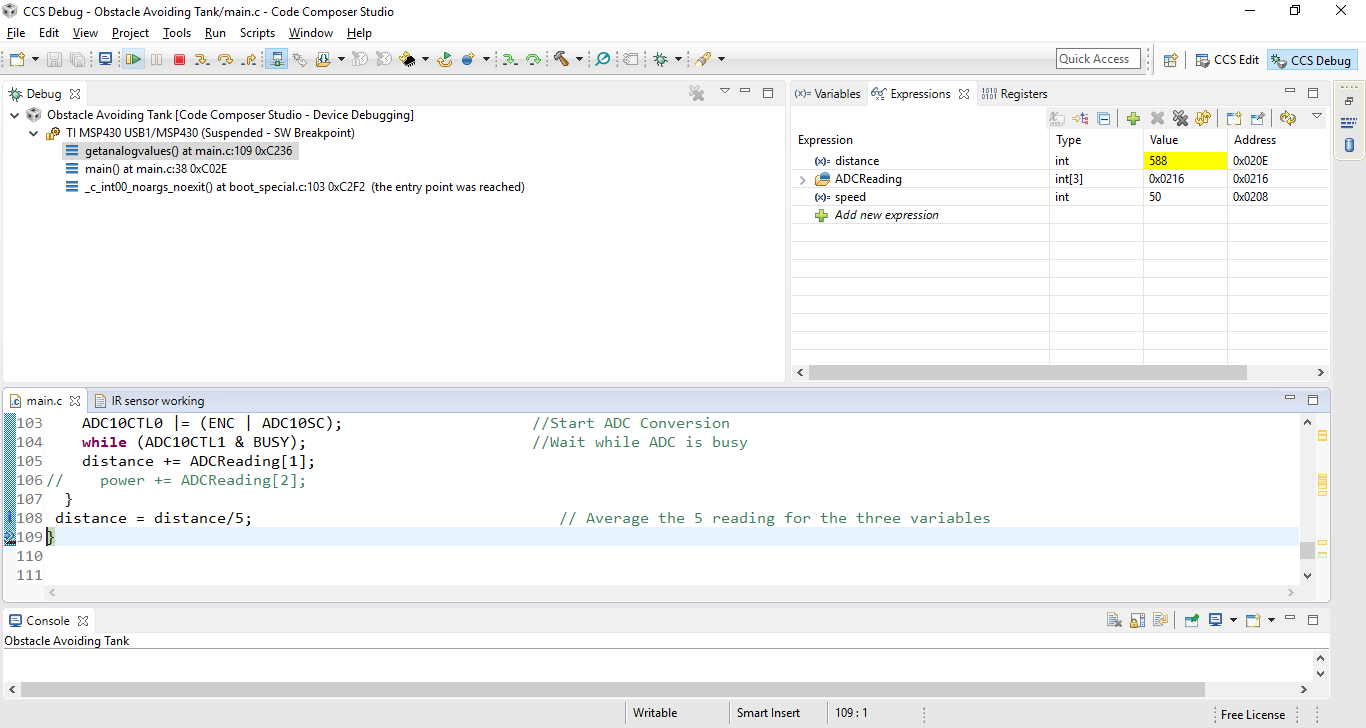 CCS Debug - Obstacle Avoiding Tank/main.c - Code Composer Studio
File Edit View Project Tools Run Scripts Window Help
Quick Access
CCS Edit
CCS Debug
Debug
Obstacle Avoiding Tank [Code Composer Studio - Device Debugging]
TI MSP430 USB1/MSP430 (Suspended - SW Breakpoint)
getanalogvalues() at main.c:109 0xC236
main() at main.c:38 0xC02E
_c_int00_noargs_noexit() at boot_special.c:103 0xC2F2 (the entry point was reached)
(x)= Variables Expressions 1010 0101 Registers
Expression Type Value Address
(x)= distance int 588 0x020E
ADCReading int[3] 0x0216 0x0216
(x)= speed int 50 0x0208
Add new expression
main.c IR sensor working
103 ADC10CTL0 |= (ENC | ADC10SC); //Start ADC Conversion
104 while (ADC10CTL1 & BUSY); //Wait while ADC is busy
105 distance += ADCReading[1];
106 // power += ADCReading[2];
107 }
108 distance = distance/5; // Average the 5 reading for the three variables
109 }
110
111
Console
Obstacle Avoiding Tank
Writable Smart Insert 109 : 1 Free License